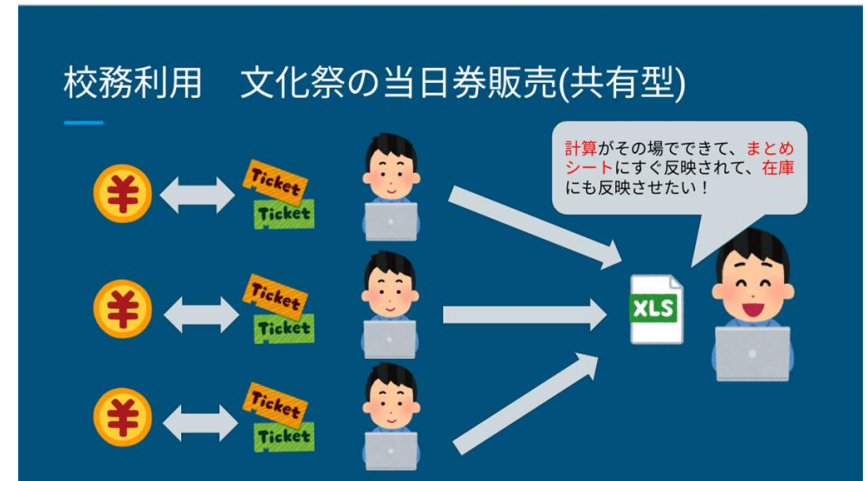 校務利用　文化祭の当日券販売(共有型)
計算がその場でできて、まとめ
シートにすぐ反映されて、在庫
にも反映させたい！
¥
Ticket
Ticket
¥
Ticket
Ticket
XLS
¥
Ticket
Ticket